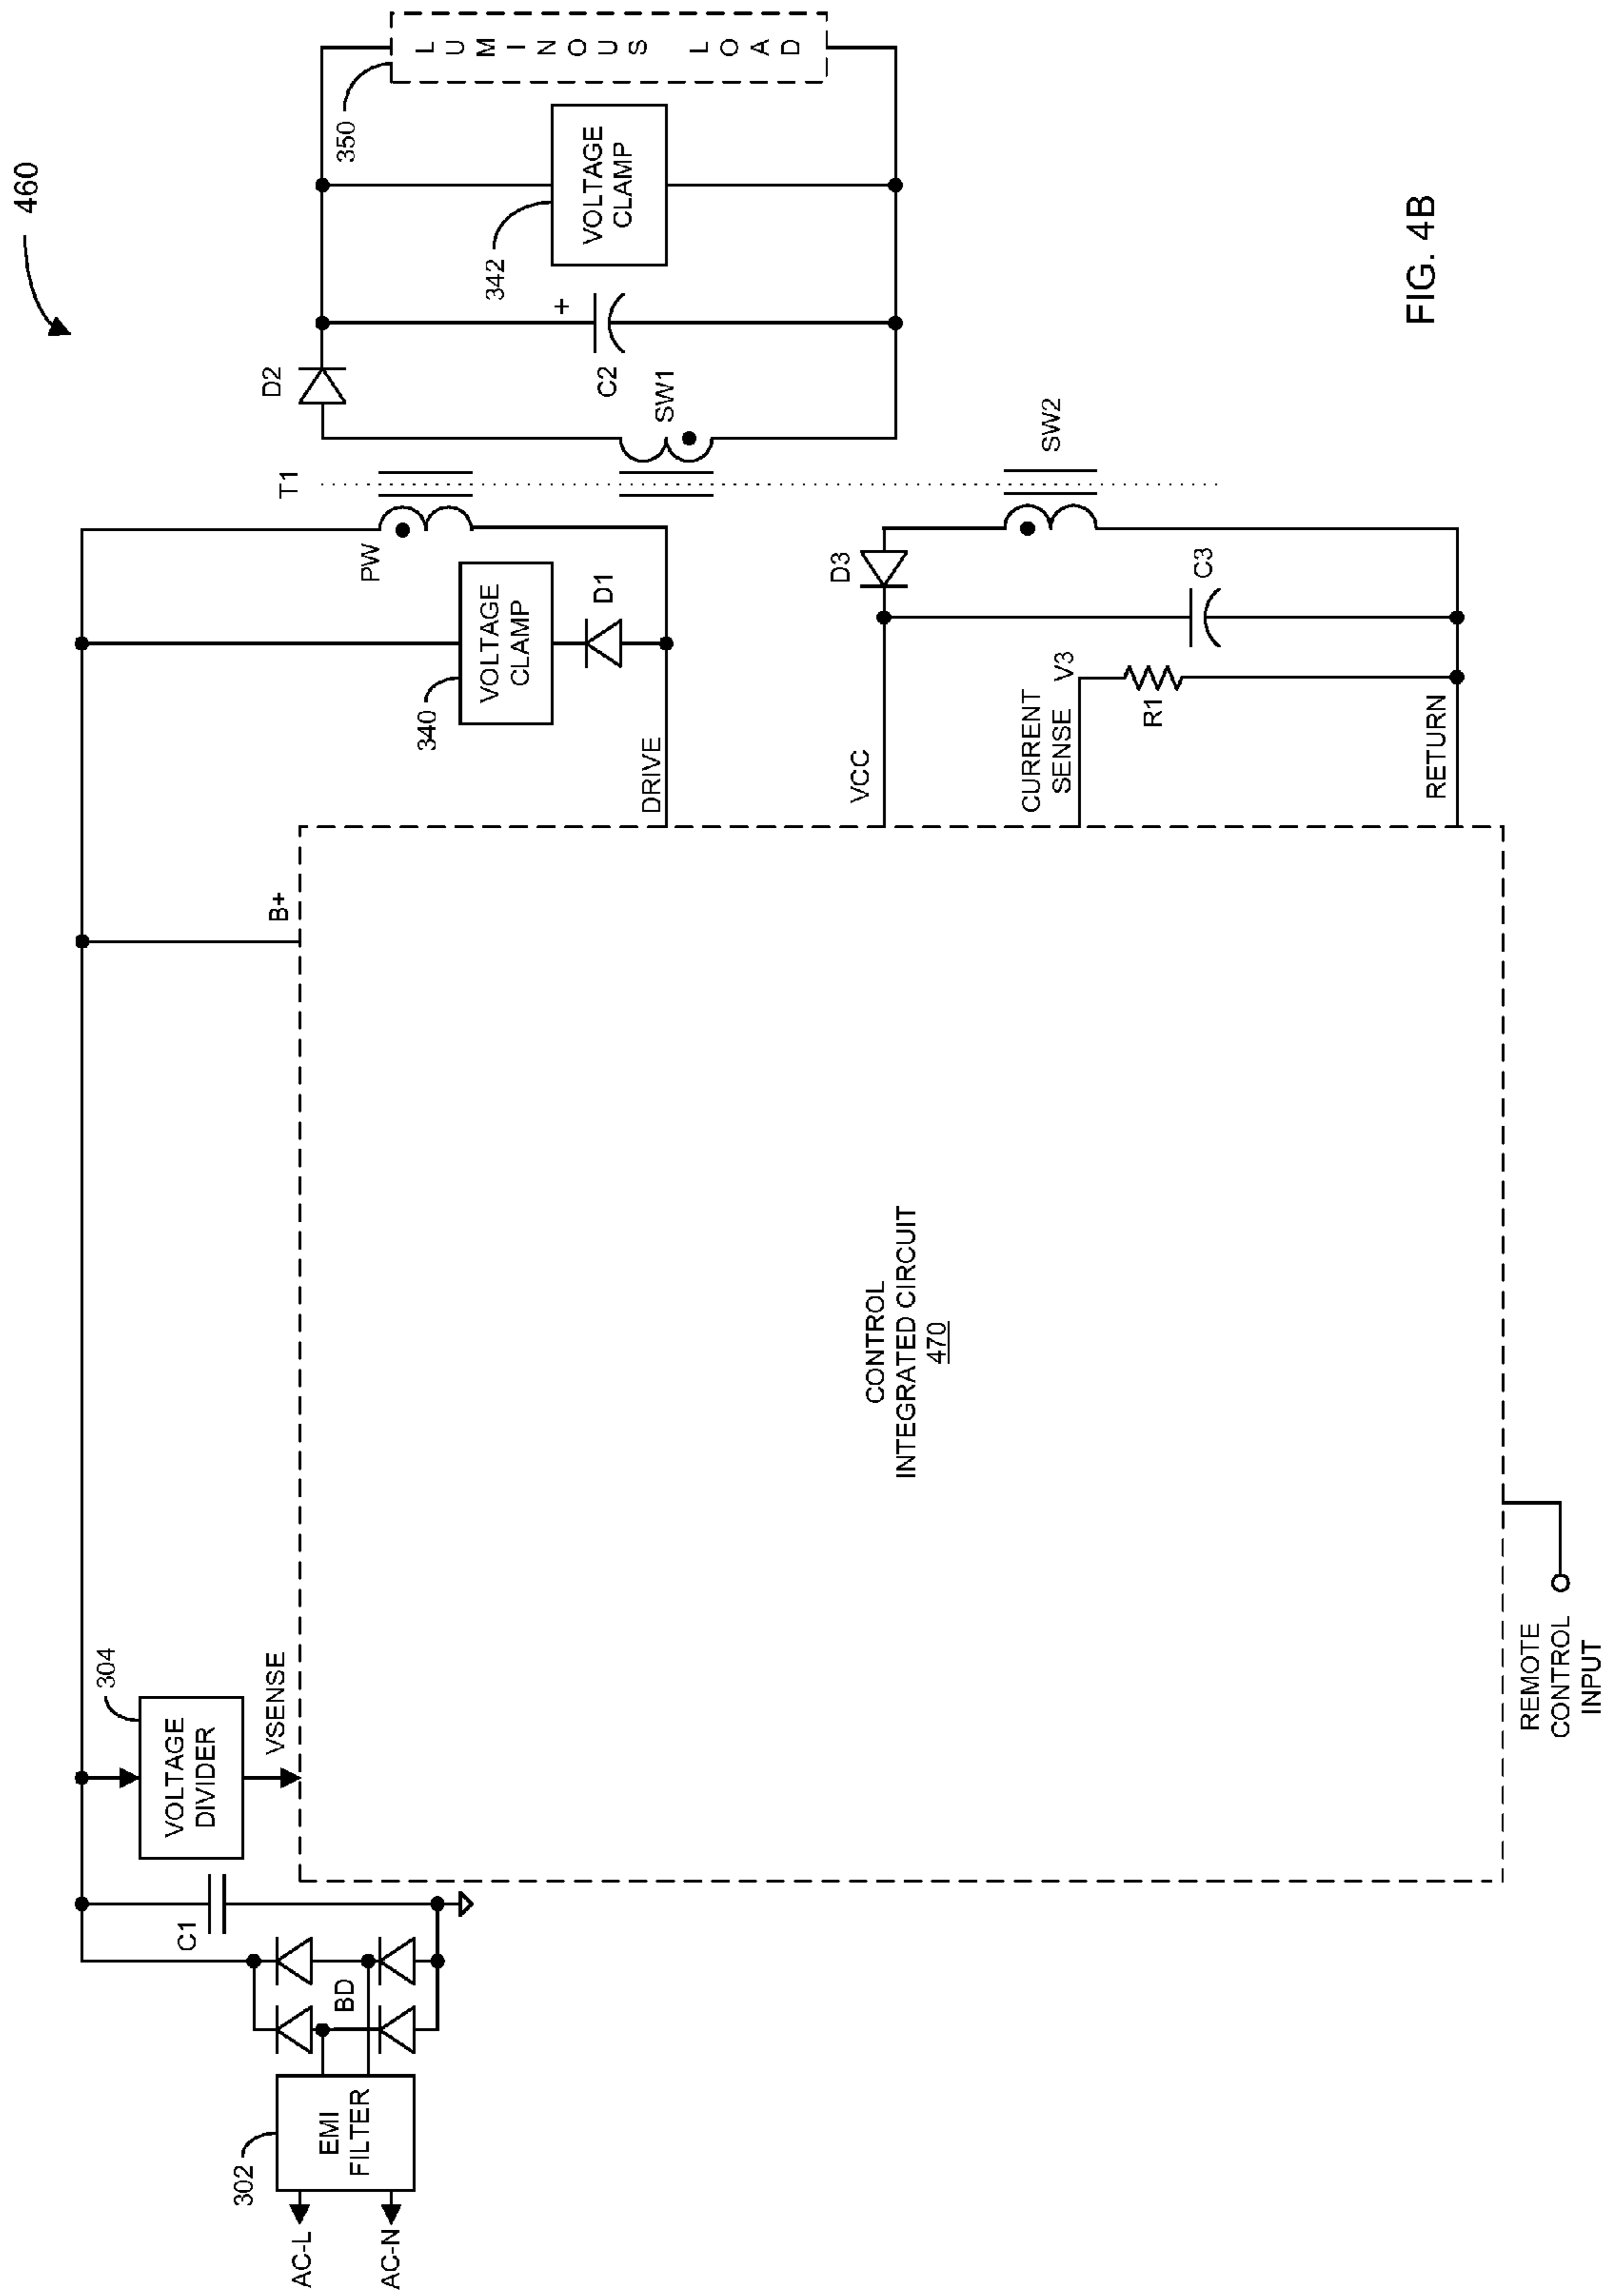 460
304
VOLTAGE
DIVIDER
VSENSE
B+
C1
BD
302
EMI
FILTER
AC-L
AC-N
T1
PW
340
VOLTAGE
CLAMP
D1
DRIVE
D2
C2
+
SW1
342
VOLTAGE
CLAMP
350
LUMINOUS LOAD
SW2
D3
C3
VCC
V3
CURRENT
SENSE
R1
RETURN
CONTROL
INTEGRATED CIRCUIT
470
REMOTE
CONTROL
INPUT
FIG. 4B